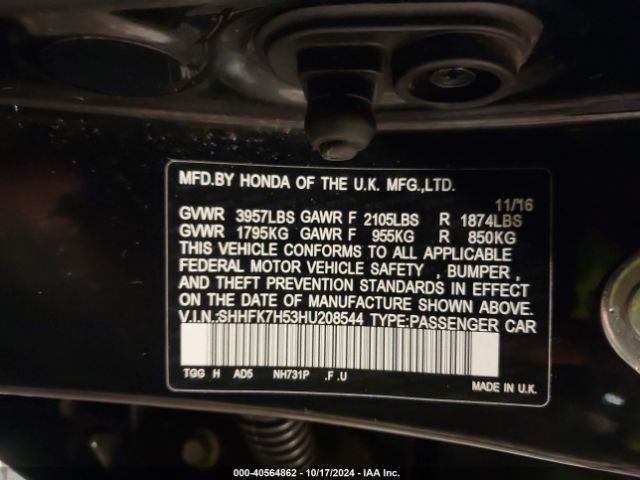 MFD.BY HONDA OF THE U.K. MFG.,LTD.
11/16
GVWR 3957LBS GAWR F 2105LBS R 1874LBS
GVWR 1795KG GAWR F 955KG R 850KG
THIS VEHICLE CONFORMS TO ALL APPLICABLE
FEDERAL MOTOR VEHICLE SAFETY , BUMPER ,
AND THEFT PREVENTION STANDARDS IN EFFECT
ON THE DATE OF MANUFACTURE SHOWN ABOVE.
V.I.N.:SHHFK7H53HU208544 TYPE:PASSENGER CAR
TGG H AD5 NH731P .F .U
MADE IN U.K.
000-40564862 | 10/17/2024 | IAA Inc.